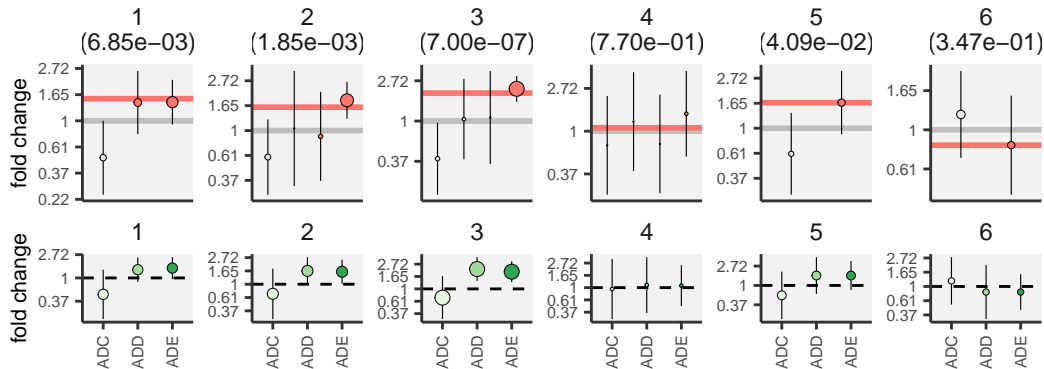 1 2 3 4 5 6
(6.85e−03) (1.85e−03) (7.00e−07) (7.70e−01) (4.09e−02) (3.47e−01)
fold change
2.72 1.65 1 0.61 0.37 0.22
2.72 1.65 1 0.61 0.37
2.72 1.65 1 0.37
2.72 1 0.37
2.72 1.65 1 0.61 0.37
1.65 1 0.61
1 2 3 4 5 6
fold change
2.72 1 0.37
2.72 1.65 1 0.61 0.37
2.72 1.65 1 0.61 0.37
2.72 1.65 1 0.61 0.37
2.72 1 0.37
2.72 1.65 1 0.61 0.37
ADC ADD ADE ADC ADD ADE ADC ADD ADE ADC ADD ADE ADC ADD ADE ADC ADD ADE